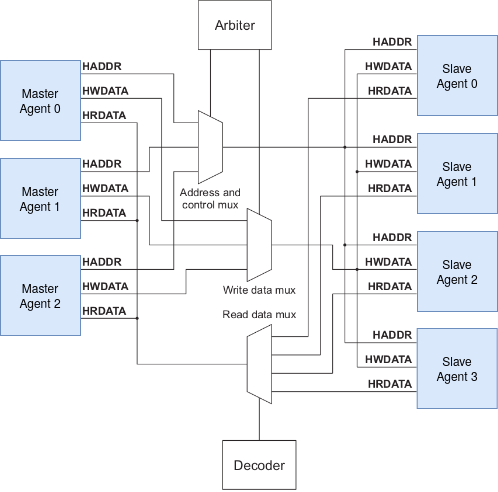 Arbiter
Master
Agent 0
HADDR
HWDATA
HRDATA
Master
Agent 1
HADDR
HWDATA
HRDATA
Master
Agent 2
HADDR
HWDATA
HRDATA
Address and
control mux
Write data mux
Read data mux
HADDR
HWDATA
HRDATA
Slave
Agent 0
HADDR
HWDATA
HRDATA
Slave
Agent 1
HADDR
HWDATA
HRDATA
Slave
Agent 2
HADDR
HWDATA
HRDATA
Slave
Agent 3
Decoder